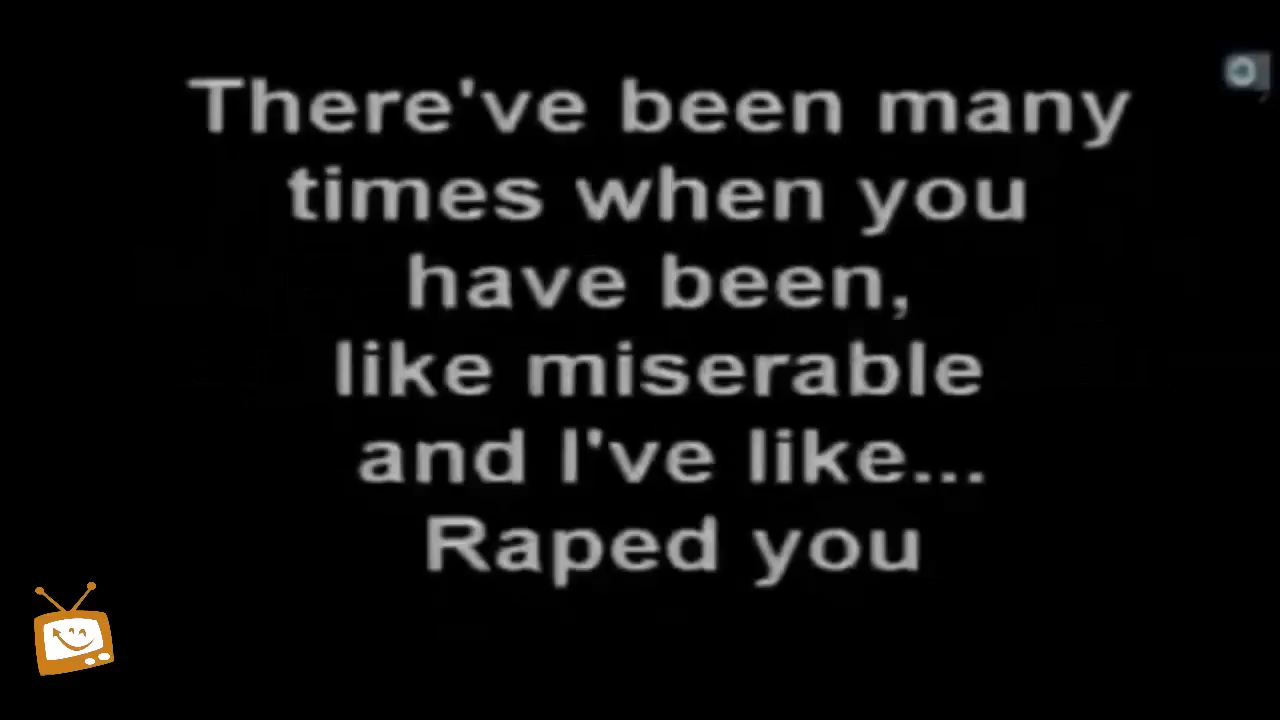 There've been many
times when you
have been,
like miserable
and I've like...
Raped you